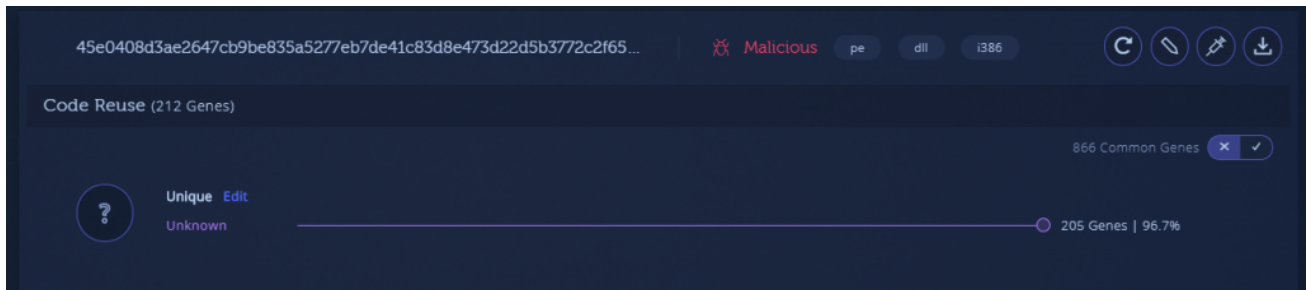 45e0408d3ae2647cb9be835a5277eb7de41c83d8e473d22d5b3772c2f65... Malicious pe dll i386
Code Reuse (212 Genes)
866 Common Genes
Unique Edit
Unknown 205 Genes | 96.7%